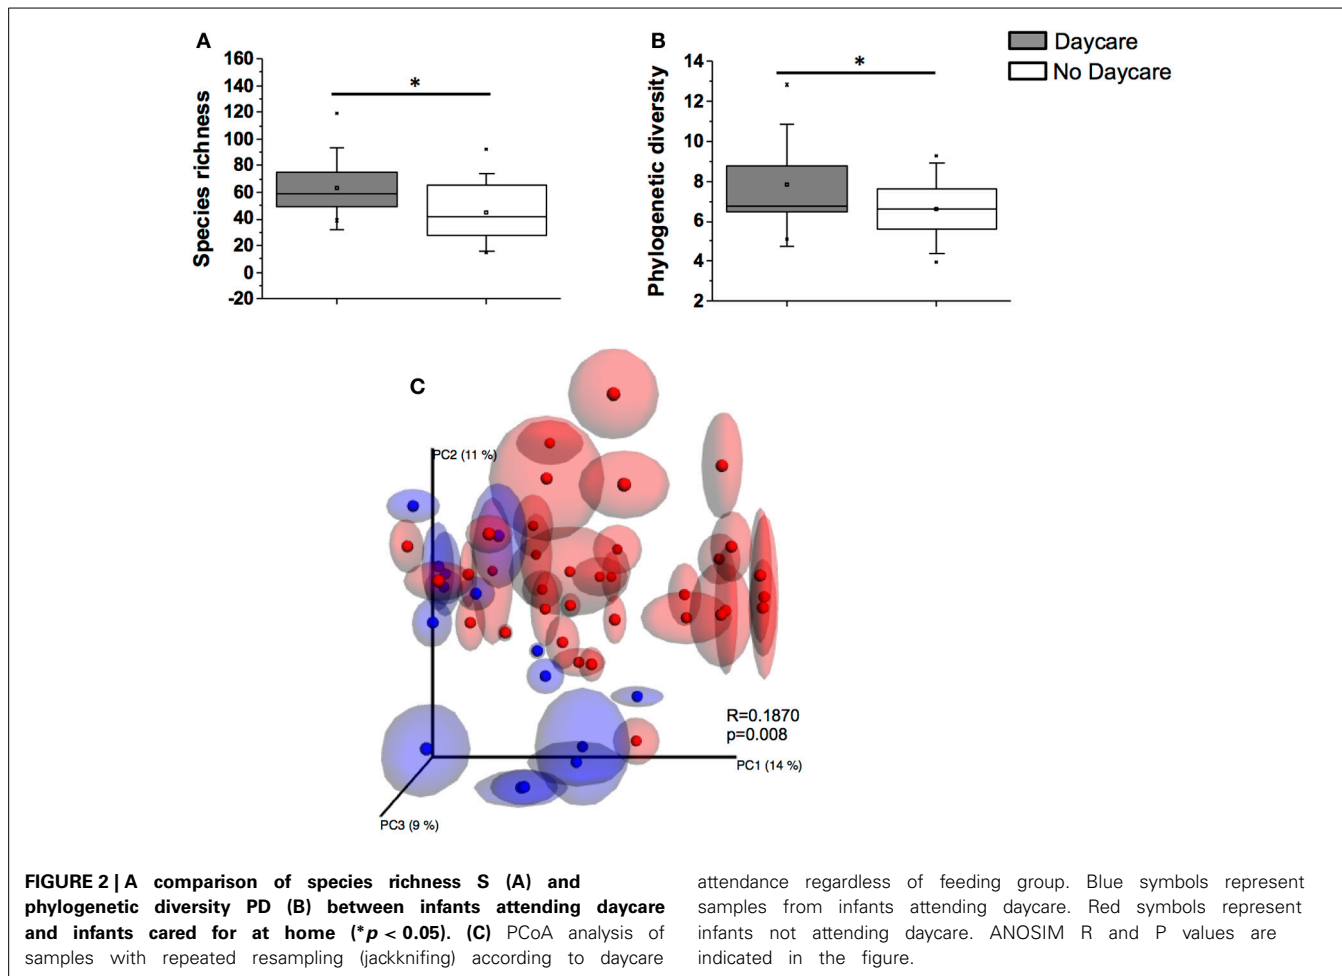 A
160
140
120
100
80
60
40
20
0
-20
Species richness
*
B
14
12
10
8
6
4
2
Phylogenetic diversity
*
Daycare
No Daycare
C
PC2 (11 %)
R=0.1870
p=0.008
PC1 (14 %)
PC3 (9 %)
FIGURE 2 | A comparison of species richness S (A) and
phylogenetic diversity PD (B) between infants attending daycare
and infants cared for at home (*p < 0.05). (C) PCoA analysis of
samples with repeated resampling (jackknifing) according to daycare
attendance regardless of feeding group. Blue symbols represent
samples from infants attending daycare. Red symbols represent
infants not attending daycare. ANOSIM R and P values are
indicated in the figure.